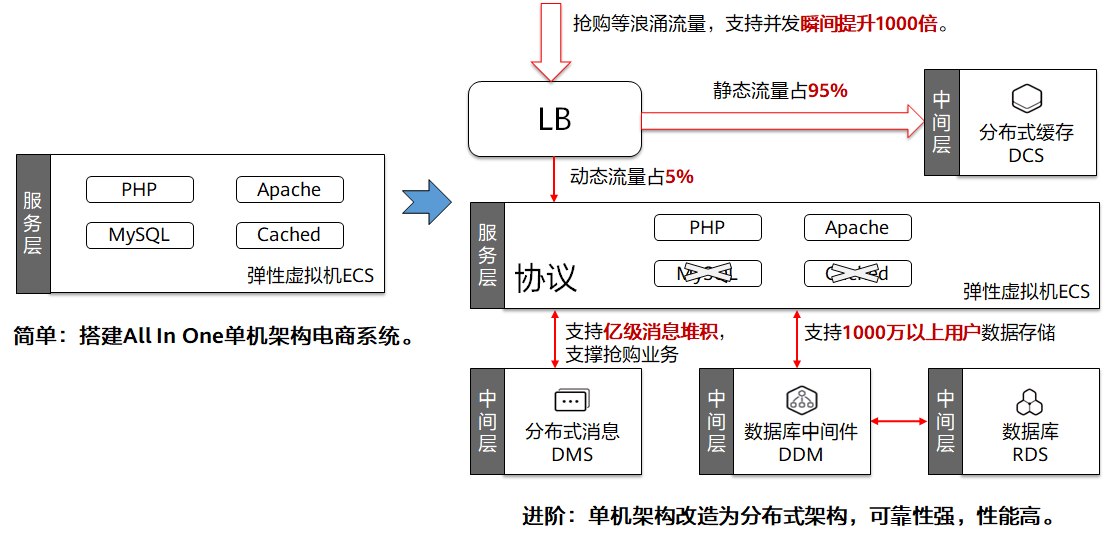 抢购等浪涌流量，支持并发瞬间提升1000倍。
LB
静态流量占95%
中间层
分布式缓存
DCS
动态流量占5%
服务层
PHP
Apache
MySQL
Cached
弹性虚拟机ECS
简单：搭建All In One单机架构电商系统。
服务层
协议
PHP
Apache
MySQL
Cached
弹性虚拟机ECS
支持亿级消息堆积，
支撑抢购业务
支持1000万以上用户数据存储
中间层
分布式消息
DMS
中间层
数据库中间件
DDM
中间层
数据库
RDS
进阶：单机架构改造为分布式架构，可靠性强，性能高。